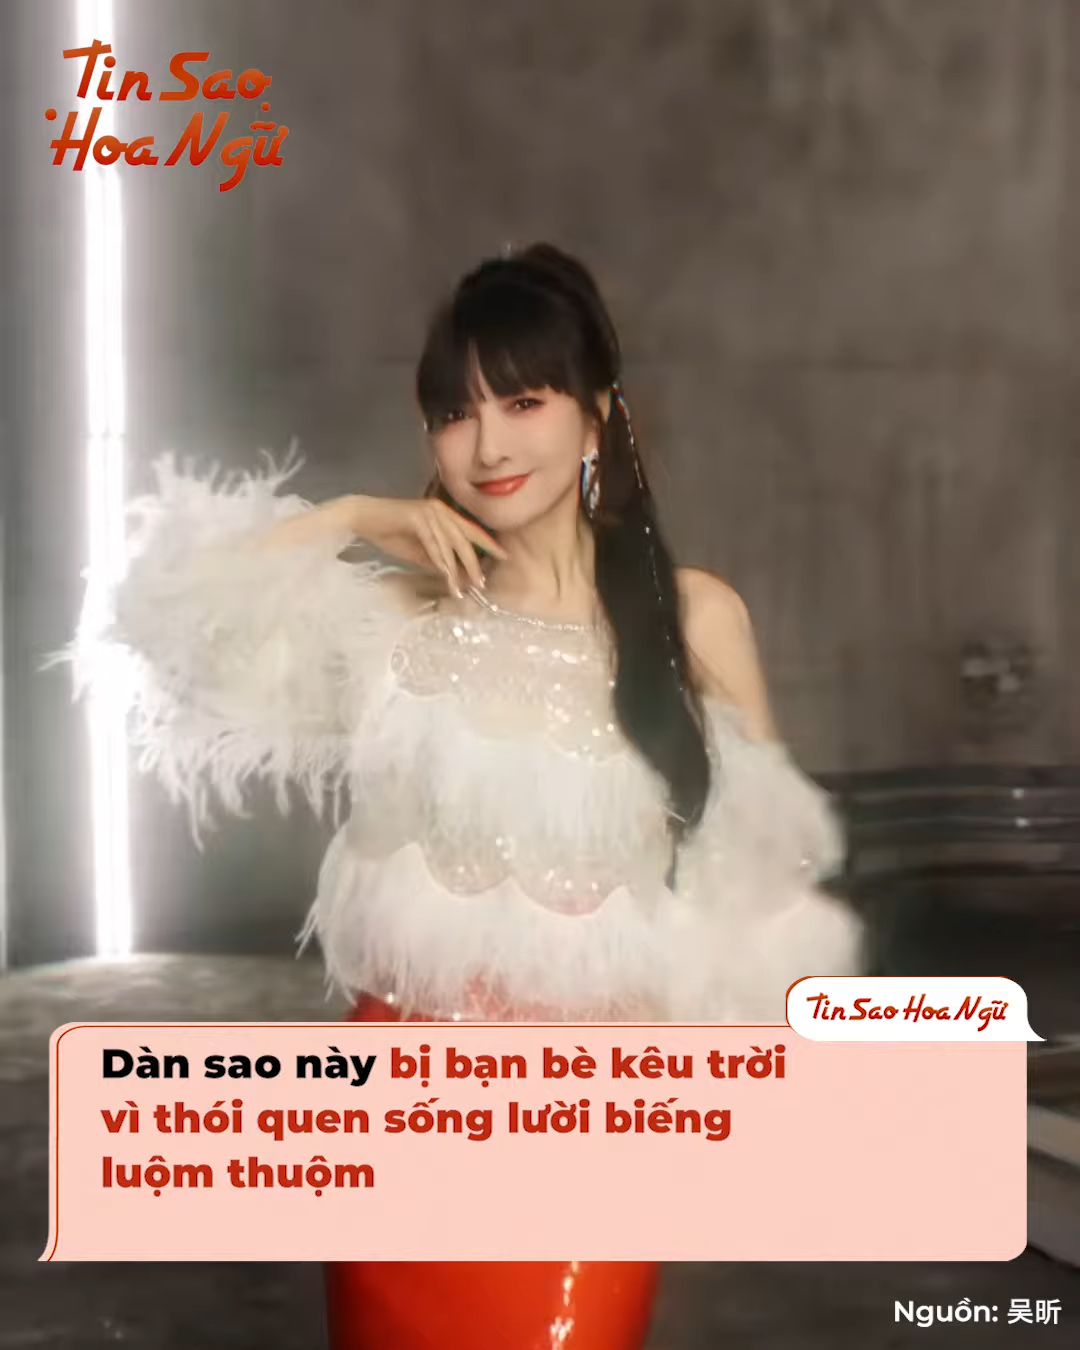 Tin Sao
Hoa Ngữ
Tin Sao Hoa Ngữ
Dàn sao này bị bạn bè kêu trời
vì thói quen sống lười biếng
luộm thuộm
Nguồn: 吴昕